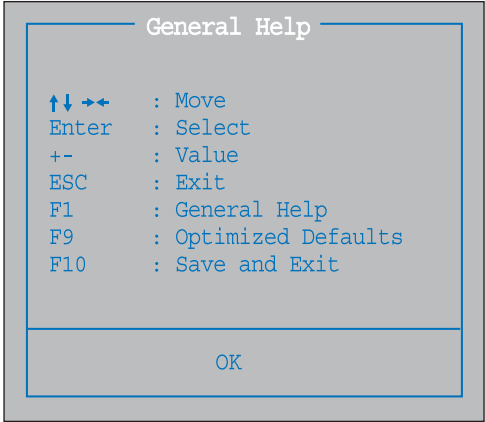 General Help
↑↓→← : Move
Enter : Select
+- : Value
ESC : Exit
F1 : General Help
F9 : Optimized Defaults
F10 : Save and Exit
OK